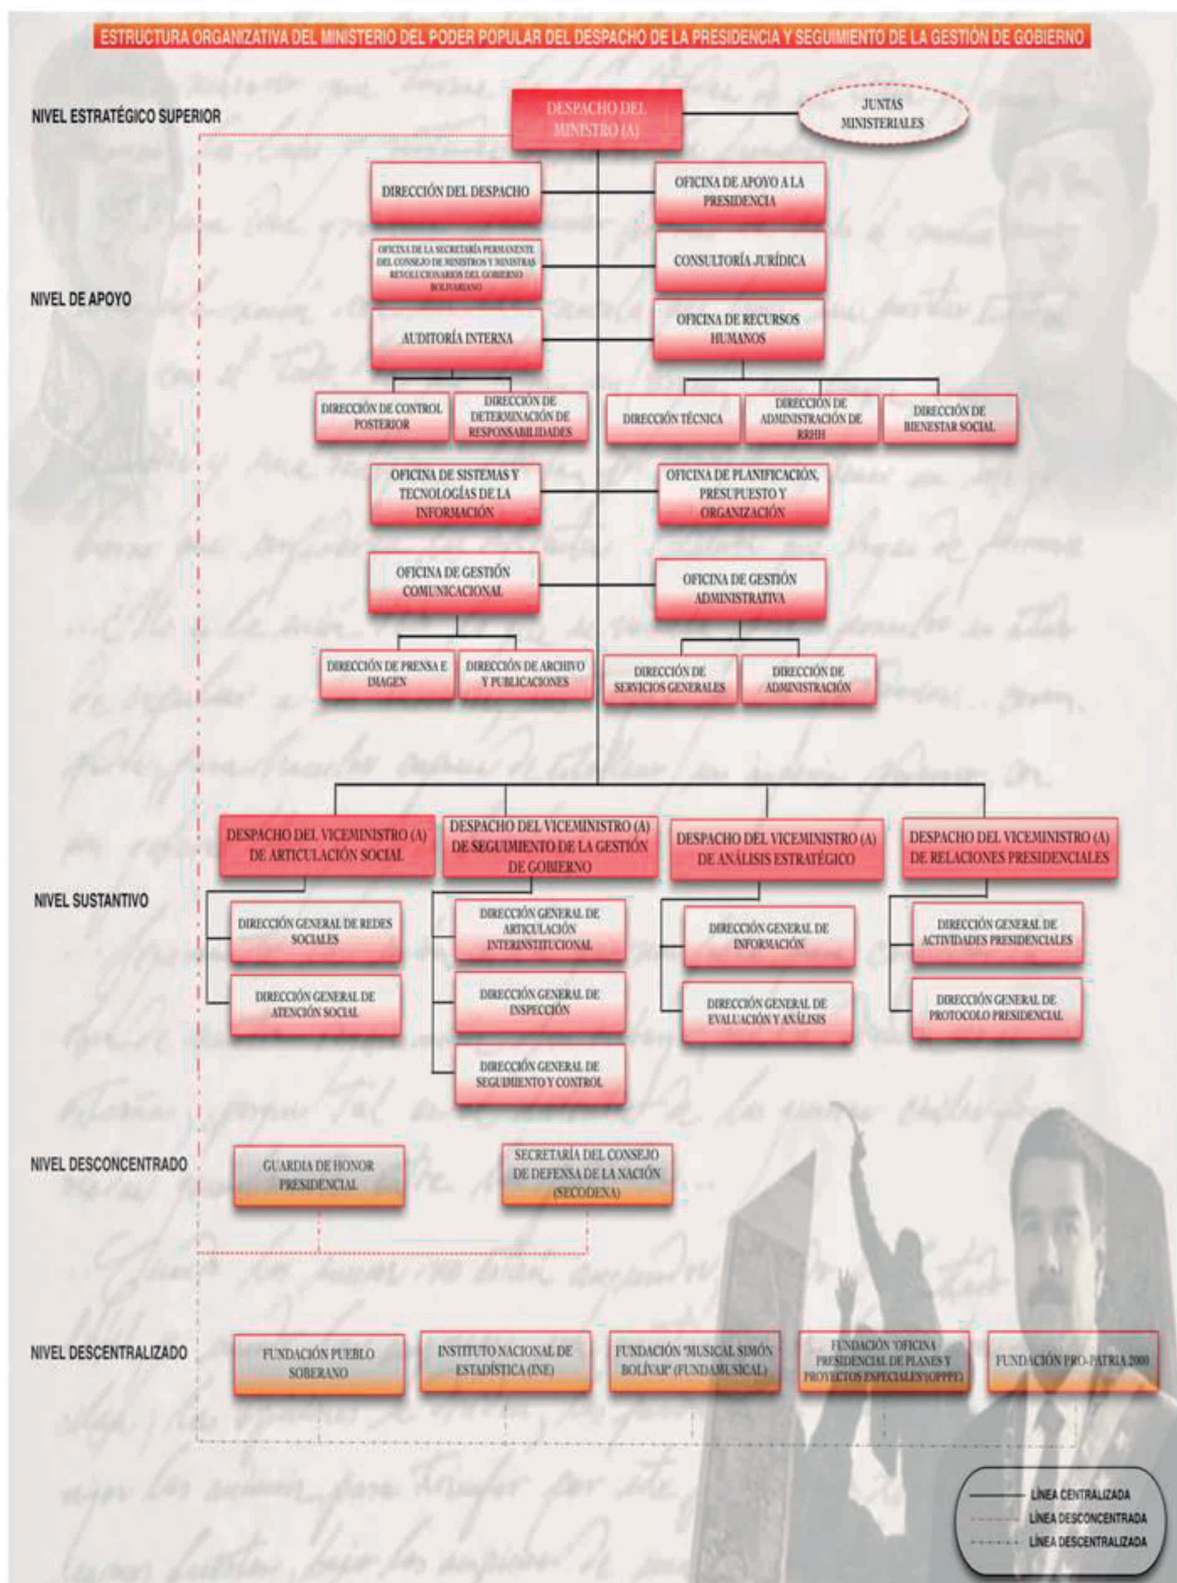 ESTRUCTURA ORGANIZATIVA DEL MINISTERIO DEL PODER POPULAR DEL DESPACHO DE LA PRESIDENCIA Y SEGUIMIENTO DE LA GESTIÓN DE GOBIERNO
NIVEL ESTRATÉGICO SUPERIOR
DESPACHO DEL
MINISTRO (A)
JUNTAS
MINISTERIALES
NIVEL DE APOYO
DIRECCIÓN DEL DESPACHO
OFICINA DE APOYO A LA
PRESIDENCIA
OFICINA DE LA SECRETARÍA PERMANENTE
DEL CONSEJO DE MINISTROS Y MINISTRAS
REVOLUCIONARIOS DEL GOBIERNO
BOLIVARIANO
CONSULTORÍA JURÍDICA
AUDITORÍA INTERNA
OFICINA DE RECURSOS
HUMANOS
DIRECCIÓN DE CONTROL
POSTERIOR
DIRECCIÓN DE
DETERMINACIÓN DE
RESPONSABILIDADES
DIRECCIÓN TÉCNICA
DIRECCIÓN DE
ADMINISTRACIÓN DE
RRHH
DIRECCIÓN DE
BIENESTAR SOCIAL
OFICINA DE SISTEMAS Y
TECNOLOGÍAS DE LA
INFORMACIÓN
OFICINA DE PLANIFICACIÓN,
PRESUPUESTO Y
ORGANIZACIÓN
OFICINA DE GESTIÓN
COMUNICACIONAL
OFICINA DE GESTIÓN
ADMINISTRATIVA
DIRECCIÓN DE PRENSA E
IMAGEN
DIRECCIÓN DE ARCHIVO
Y PUBLICACIONES
DIRECCIÓN DE
SERVICIOS GENERALES
DIRECCIÓN DE
ADMINISTRACIÓN
NIVEL SUSTANTIVO
DESPACHO DEL VICEMINISTRO (A)
DE ARTICULACIÓN SOCIAL
DESPACHO DEL VICEMINISTRO (A)
DE SEGUIMIENTO DE LA GESTIÓN
DE GOBIERNO
DESPACHO DEL VICEMINISTRO (A)
DE ANÁLISIS ESTRATÉGICO
DESPACHO DEL VICEMINISTRO (A)
DE RELACIONES PRESIDENCIALES
DIRECCIÓN GENERAL DE REDES
SOCIALES
DIRECCIÓN GENERAL DE
ARTICULACIÓN
INTERINSTITUCIONAL
DIRECCIÓN GENERAL DE
INFORMACIÓN
DIRECCIÓN GENERAL DE
ACTIVIDADES PRESIDENCIALES
DIRECCIÓN GENERAL DE
ATENCIÓN SOCIAL
DIRECCIÓN GENERAL DE
INSPECCIÓN
DIRECCIÓN GENERAL DE
EVALUACIÓN Y ANÁLISIS
DIRECCIÓN GENERAL DE
PROTOCOLO PRESIDENCIAL
DIRECCIÓN GENERAL DE
SEGUIMIENTO Y CONTROL
NIVEL DESCONCENTRADO
GUARDIA DE HONOR
PRESIDENCIAL
SECRETARÍA DEL CONSEJO
DE DEFENSA DE LA NACIÓN
(SECODENA)
NIVEL DESCENTRALIZADO
FUNDACIÓN PUEBLO
SOBERANO
INSTITUTO NACIONAL DE
ESTADÍSTICA (INE)
FUNDACIÓN "MUSICAL SIMÓN
BOLÍVAR" (FUNDAMUSICAL)
FUNDACIÓN "OFICINA
PRESIDENCIAL DE PLANES Y
PROYECTOS ESPECIALES"(OPPPE)
FUNDACIÓN PRO-PATRIA 2000
LÍNEA CENTRALIZADA
LÍNEA DESCONCENTRADA
LÍNEA DESCENTRALIZADA